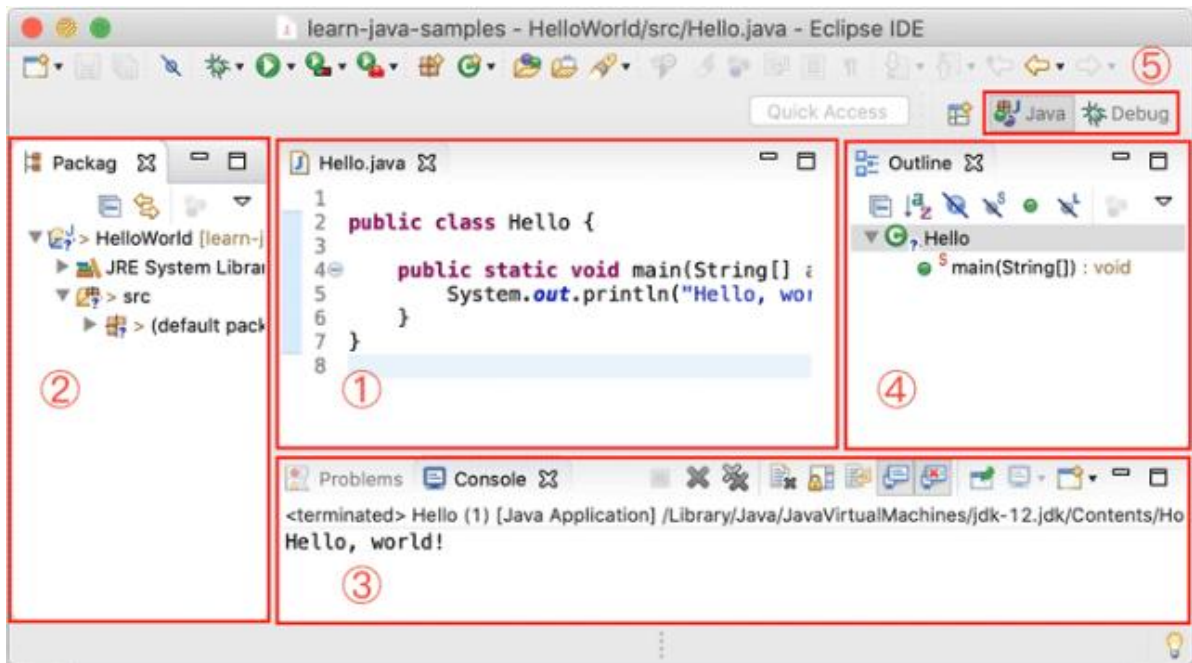 learn-java-samples - HelloWorld/src/Hello.java - Eclipse IDE
⑤
Quick Access
Java Debug
Packag
> HelloWorld [learn-j
JRE System Librar
> src
> (default pack
②
Hello.java
1
2 public class Hello {
3
4 public static void main(String[] a
5 System.out.println("Hello, wor
6 }
7 }
8
①
Outline
Hello
S main(String[]) : void
④
Problems Console
<terminated> Hello (1) [Java Application] /Library/Java/JavaVirtualMachines/jdk-12.jdk/Contents/Ho
Hello, world!
③